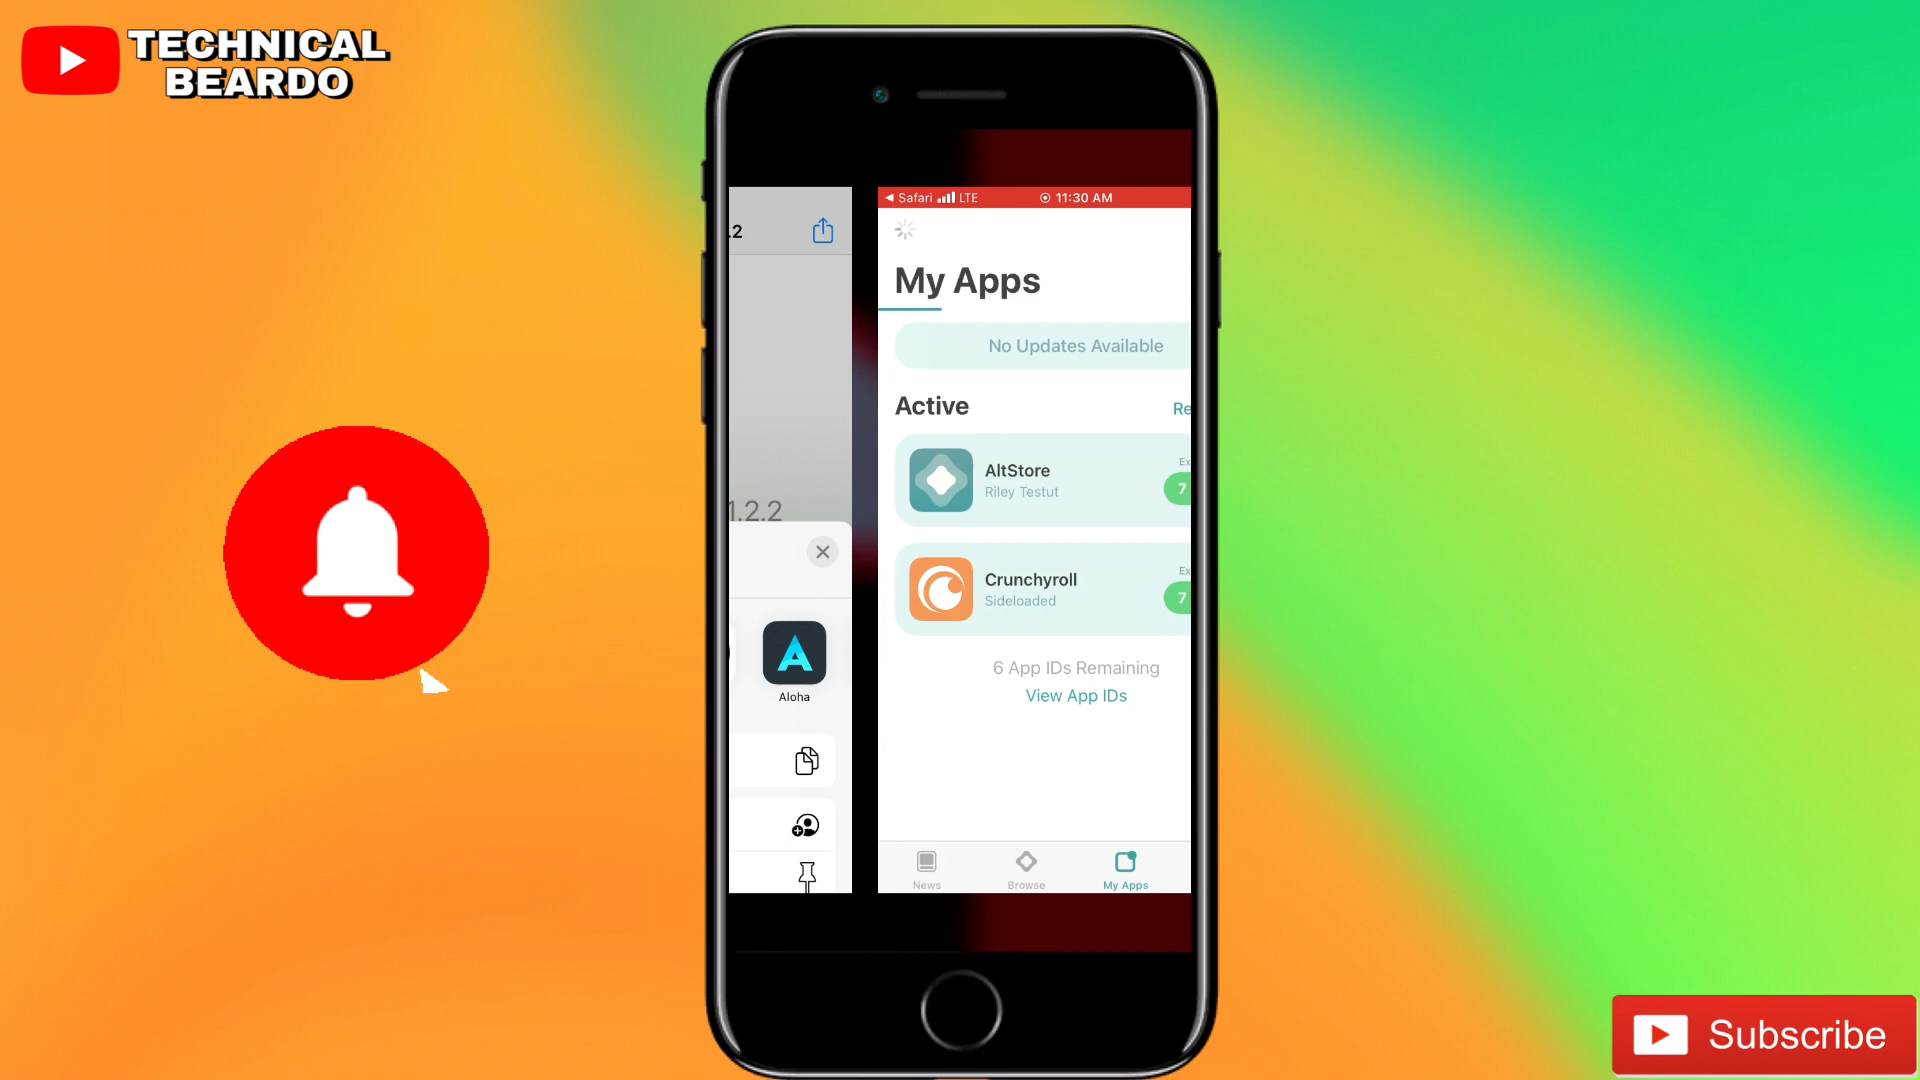 TECHNICAL
BEARDO
.2
1.2.2
Aloha
Safari LTE 11:30 AM
My Apps
No Updates Available
Active
Re
AltStore
Riley Testut
Ex
7
Crunchyroll
Sideloaded
Ex
7
6 App IDs Remaining
View App IDs
News
Browse
My Apps
Subscribe